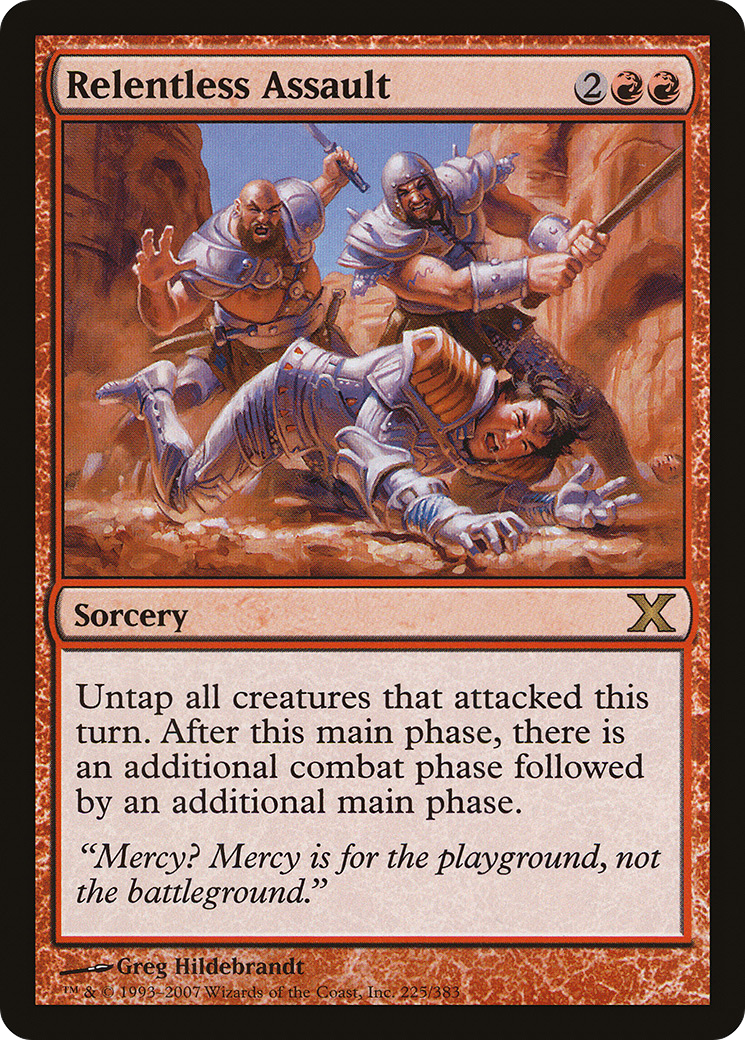 Relentless Assault 2
Sorcery X
Untap all creatures that attacked this
turn. After this main phase, there is
an additional combat phase followed
by an additional main phase.
“Mercy? Mercy is for the playground, not
the battleground.”
Greg Hildebrandt
™ & © 1993–2007 Wizards of the Coast, Inc. 225/383